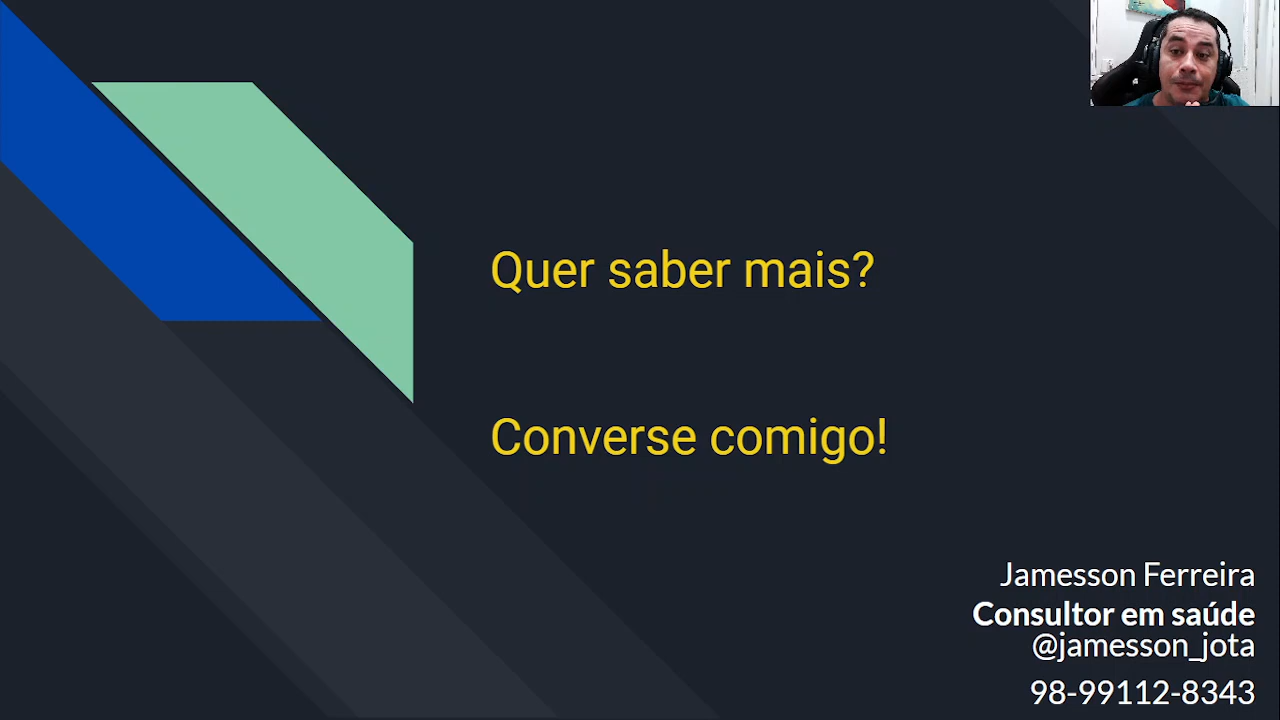 Quer saber mais?
Converse comigo!
Jamesson Ferreira
Consultor em saúde
@jamesson_jota
98-99112-8343